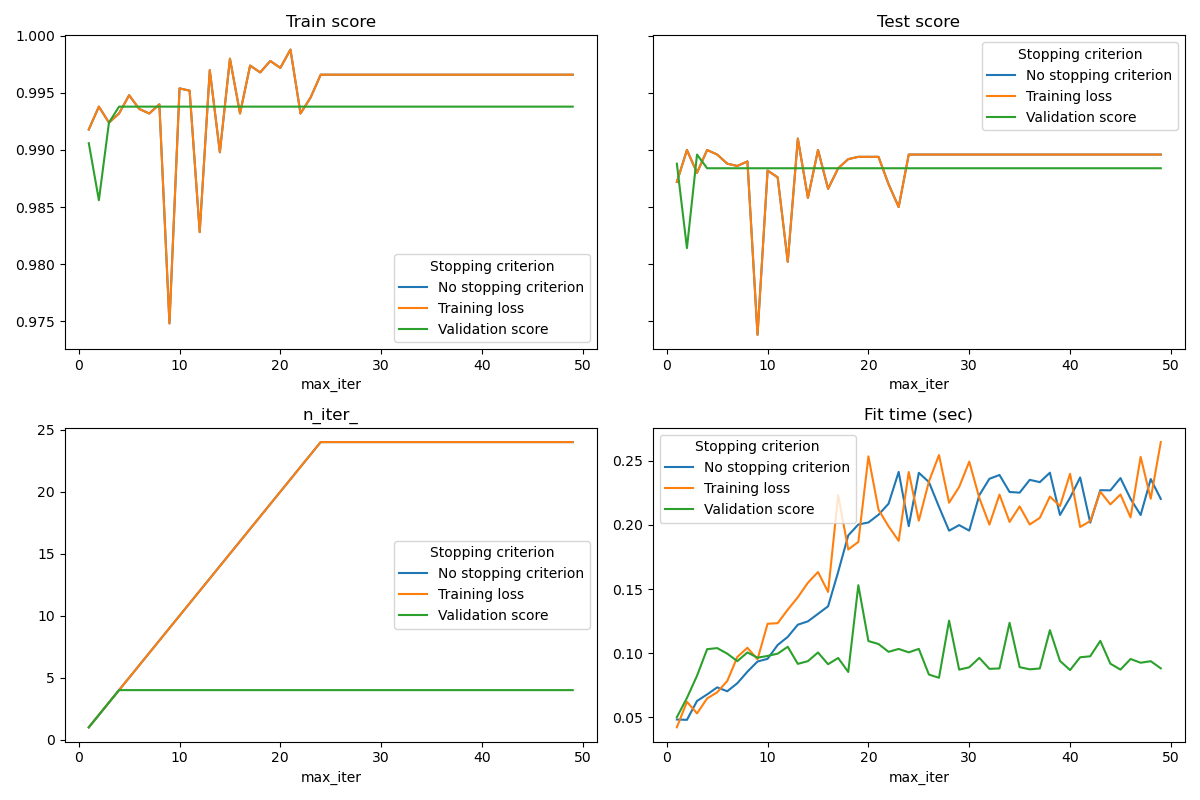 Train score
1.000
0.995
0.990
0.985
0.980
0.975
Stopping criterion
No stopping criterion
Training loss
Validation score
0 10 20 30 40 50
max_iter
Test score
Stopping criterion
No stopping criterion
Training loss
Validation score
0 10 20 30 40 50
max_iter
n_iter_
25
20
15
10
5
0
Stopping criterion
No stopping criterion
Training loss
Validation score
0 10 20 30 40 50
max_iter
Fit time (sec)
0.25
0.20
0.15
0.10
0.05
Stopping criterion
No stopping criterion
Training loss
Validation score
0 10 20 30 40 50
max_iter